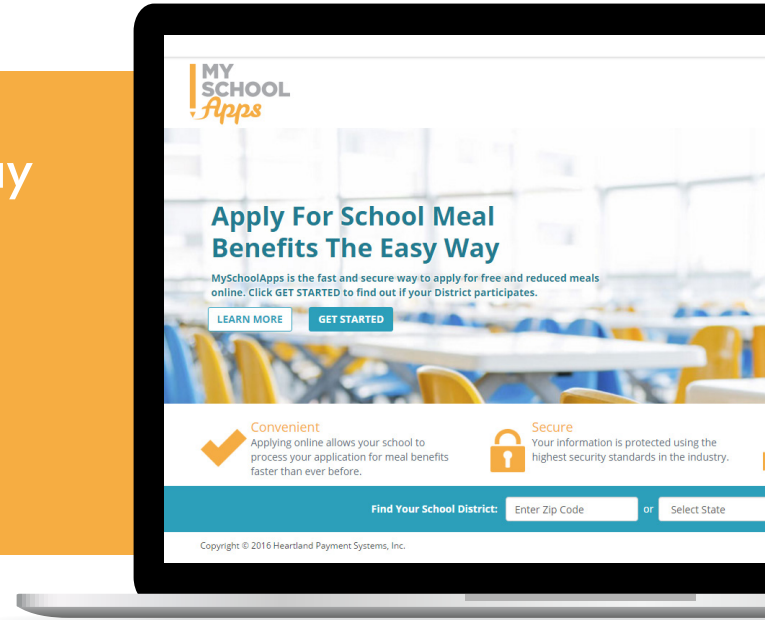 MY
SCHOOL
Apps
Apply For School Meal
Benefits The Easy Way
MySchoolApps is the fast and secure way to apply for free and reduced meals
online. Click GET STARTED to find out if your District participates.
LEARN MORE
GET STARTED
Convenient
Applying online allows your school to
process your application for meal benefits
faster than ever before.
Secure
Your information is protected using the
highest security standards in the industry.
Find Your School District:
Enter Zip Code
or
Select State
Copyright © 2016 Heartland Payment Systems, Inc.